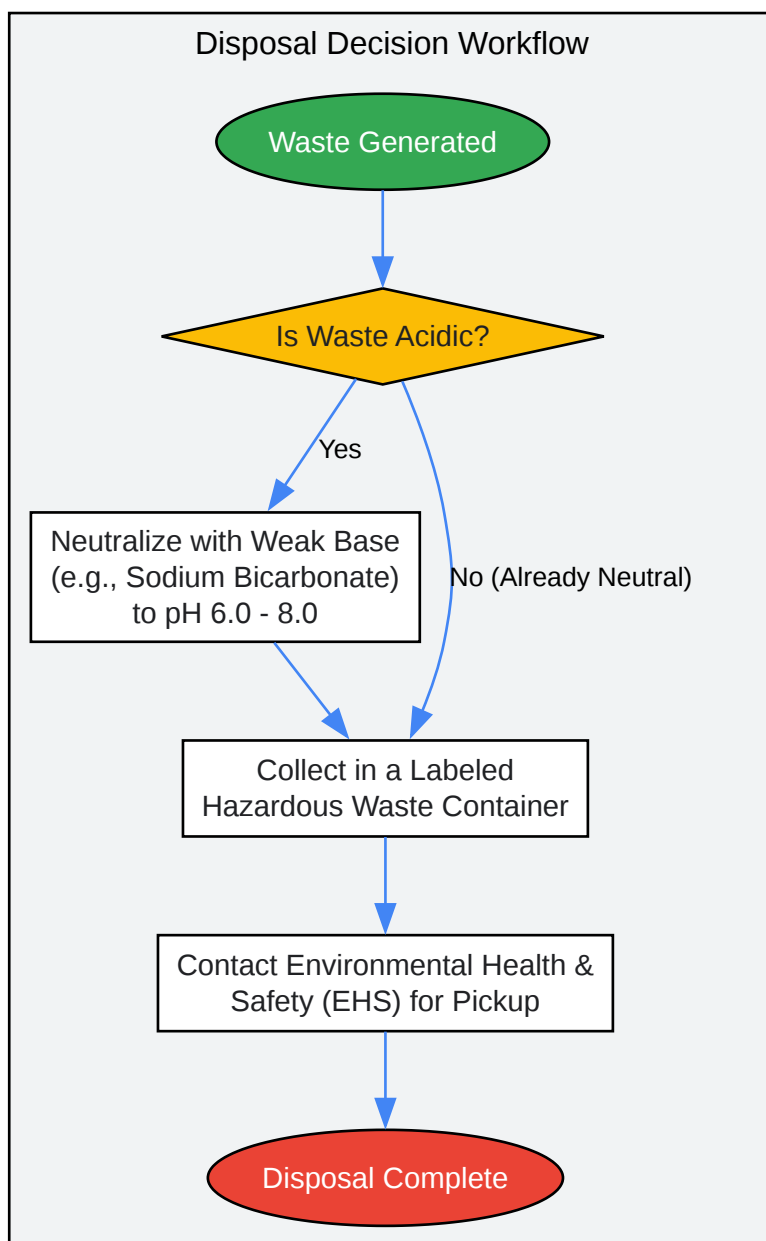 Disposal Decision Workflow
Waste Generated
Is Waste Acidic?
Yes
Neutralize with Weak Base
(e.g., Sodium Bicarbonate)
to pH 6.0 - 8.0
No (Already Neutral)
Collect in a Labeled
Hazardous Waste Container
Contact Environmental Health &
Safety (EHS) for Pickup
Disposal Complete